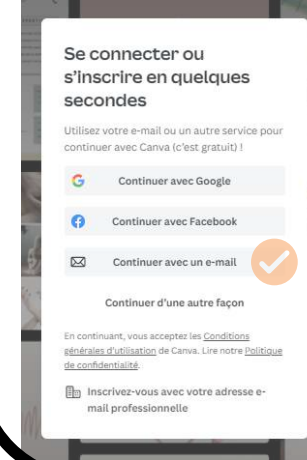 Se connecter ou
s'inscrire en quelques
secondes
Utilisez votre e-mail ou un autre service pour
continuer avec Canva (c'est gratuit) !
Continuer avec Google
Continuer avec Facebook
Continuer avec un e-mail
Continuer d'une autre façon
En continuant, vous acceptez les Conditions
générales d'utilisation de Canva. Lire notre Politique
de confidentialité.
Inscrivez-vous avec votre adresse e-
mail professionnelle